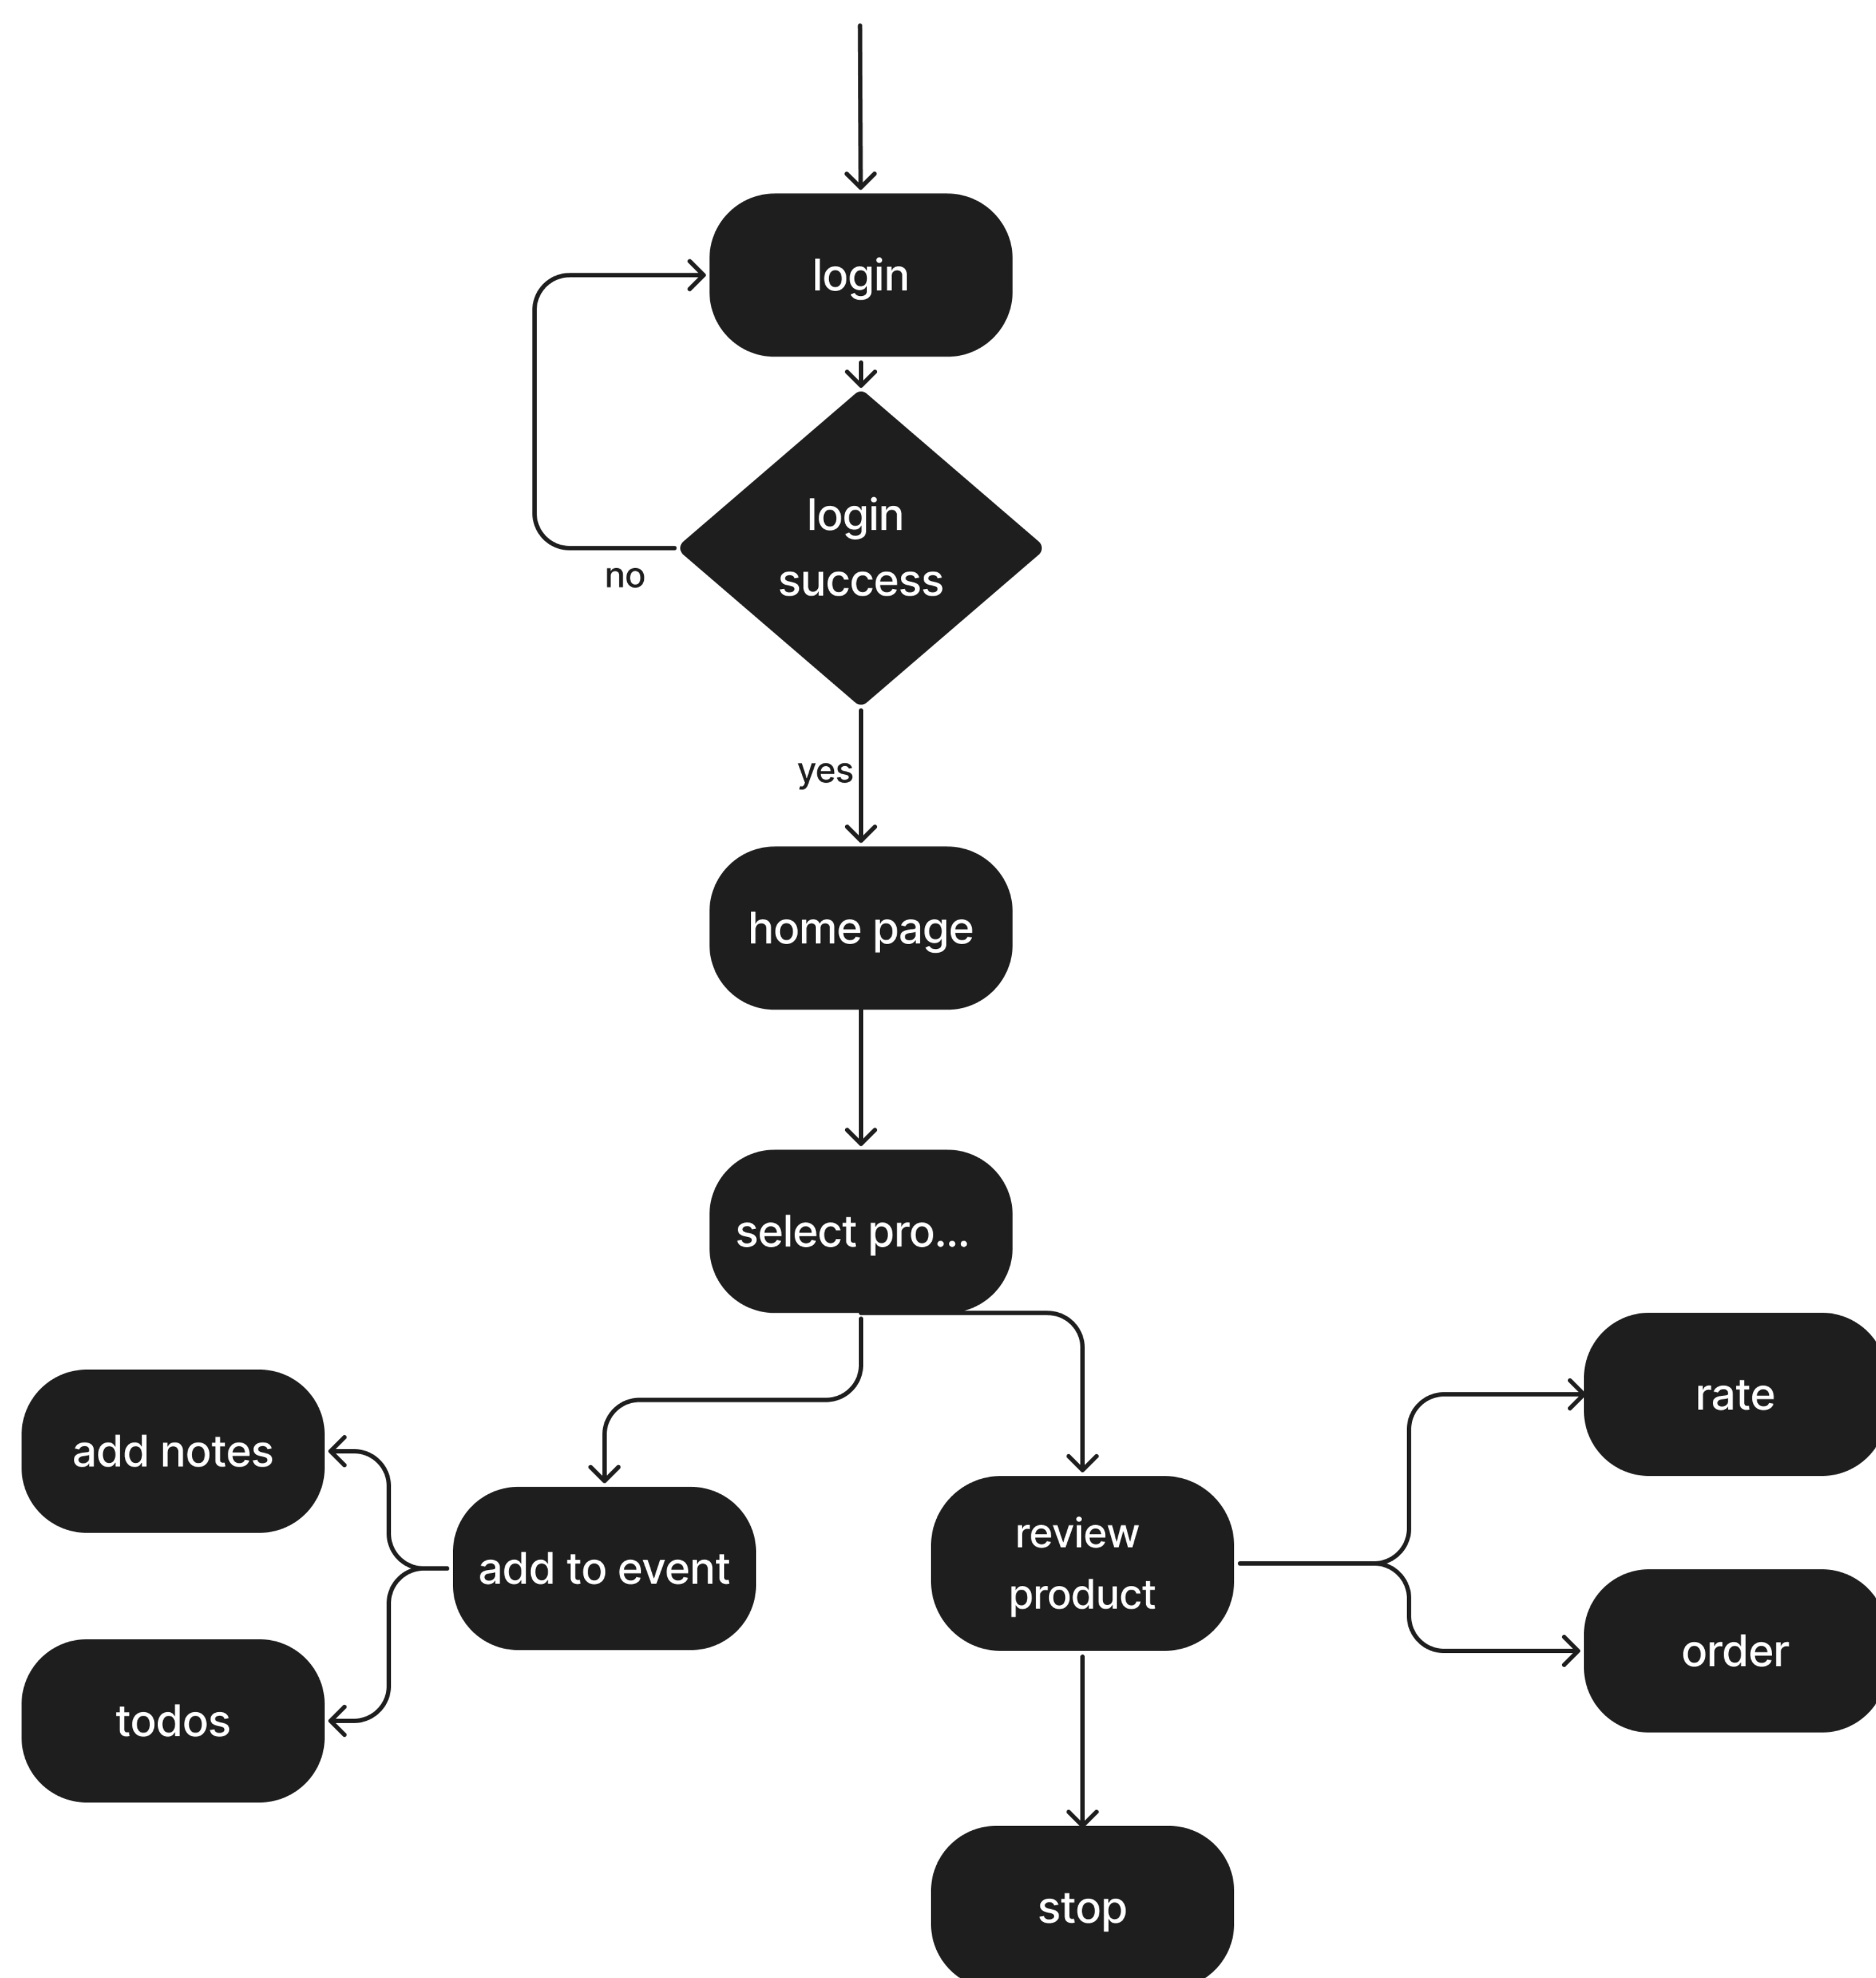 login
login
success
no
yes
home page
select pro...
rate
add notes
add to event
review
product
order
todos
stop